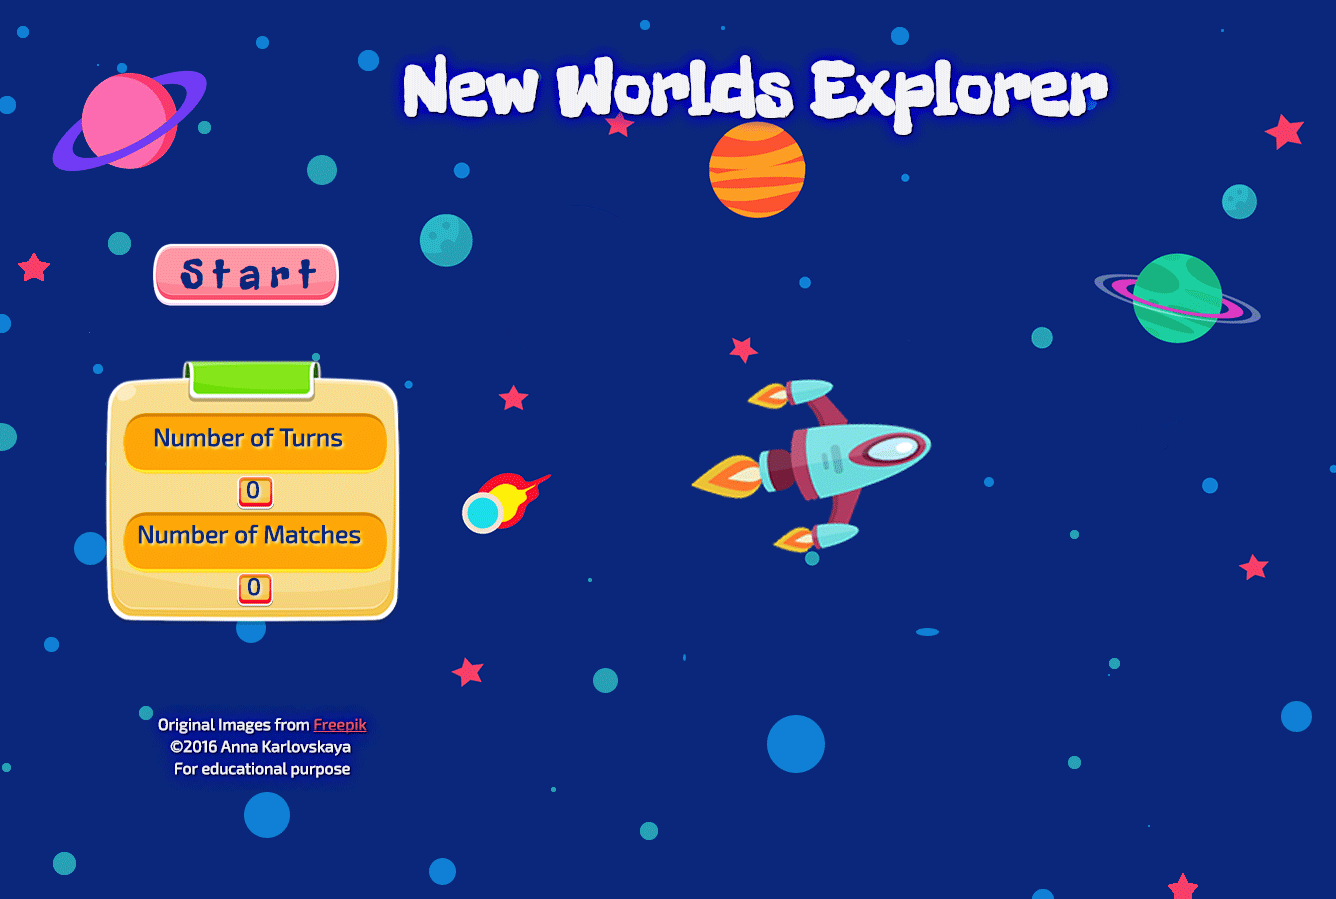 New Worlds Explorer
Start
Number of Turns
0
Number of Matches
0
Original Images from Freepik
©2016 Anna Karlovskaya
For educational purpose